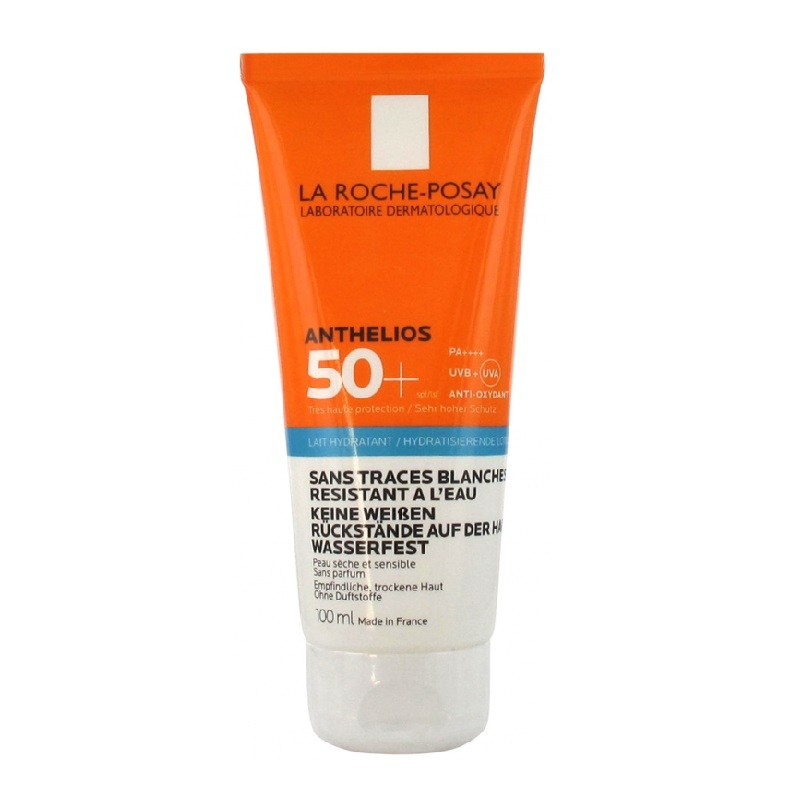 LA ROCHE-POSAY
LABORATOIRE DERMATOLOGIQUE
ANTHELIOS
50+
PA++++
UVB + UVA
ANTI-OXYDANT
Très haute protection / Sehr hoher Schutz
LAIT HYDRATANT / HYDRATISIERENDE
SANS TRACES BLANCHES
RESISTANT A L'EAU
KEINE WEIßEN
RÜCKSTÄNDE AUF DER
WASSERFEST
Peau sèche et sensible
Sans parfum
Empfindliche, trockene Haut
Ohne Duftstoffe
100 ml Made in France